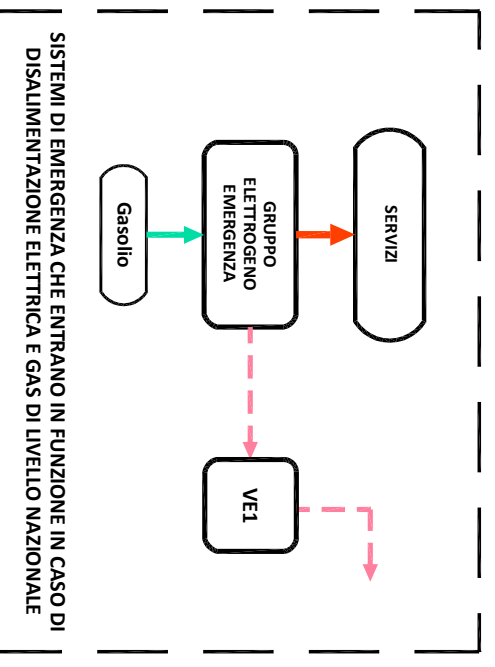 SERVIZI
GRUPPO
ELETTROGENO
EMERGENZA
VE1
Gasolio
SISTEMI DI EMERGENZA CHE ENTRANO IN FUNZIONE IN CASO DI
DISALIMENTAZIONE ELETTRICA E GAS DI LIVELLO NAZIONALE